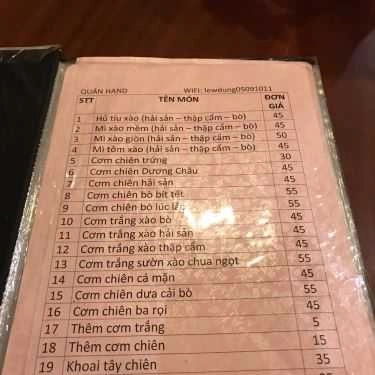 QUÁN HAND WIFI: lewdung05091011
STT TÊN MÓN ĐƠN GIÁ
1 Hủ tíu xào (hải sản – thập cẩm – bò) 45
2 Mì xào mềm (hải sản – thập cẩm – bò) 45
3 Mì xào giòn (hải sản – thập cẩm – bò) 50
4 Mì tôm xào (hải sản – thập cẩm – bò) 45
5 Cơm chiên trứng 30
6 Cơm chiên Dương Châu 45
7 Cơm chiên hải sản 45
8 Cơm chiên bò bít tết 55
9 Cơm chiên bò lúc lắc 55
10 Cơm trắng xào bò 45
11 Cơm trắng xào hải sản 45
12 Cơm trắng xào thập cẩm 45
13 Cơm trắng sườn xào chua ngọt 55
14 Cơm chiên cá mặn 45
15 Cơm chiên dưa cải bò 55
16 Cơm chiên ba rọi 45
17 Thêm cơm trắng 5
18 Thêm cơm chiên 15
19 Khoai tây chiên 35